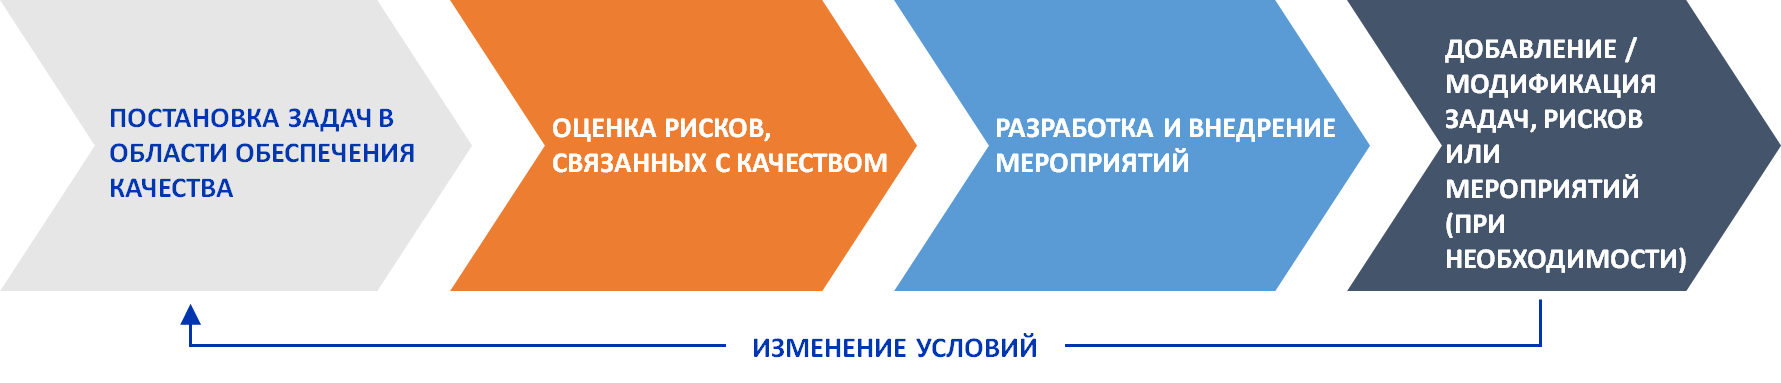 ПОСТАНОВКА ЗАДАЧ В
ОБЛАСТИ ОБЕСПЕЧЕНИЯ
КАЧЕСТВА
ОЦЕНКА РИСКОВ,
СВЯЗАННЫХ С КАЧЕСТВОМ
РАЗРАБОТКА И ВНЕДРЕНИЕ
МЕРОПРИЯТИЙ
ДОБАВЛЕНИЕ /
МОДИФИКАЦИЯ
ЗАДАЧ, РИСКОВ
ИЛИ
МЕРОПРИЯТИЙ
(ПРИ
НЕОБХОДИМОСТИ)
ИЗМЕНЕНИЕ УСЛОВИЙ